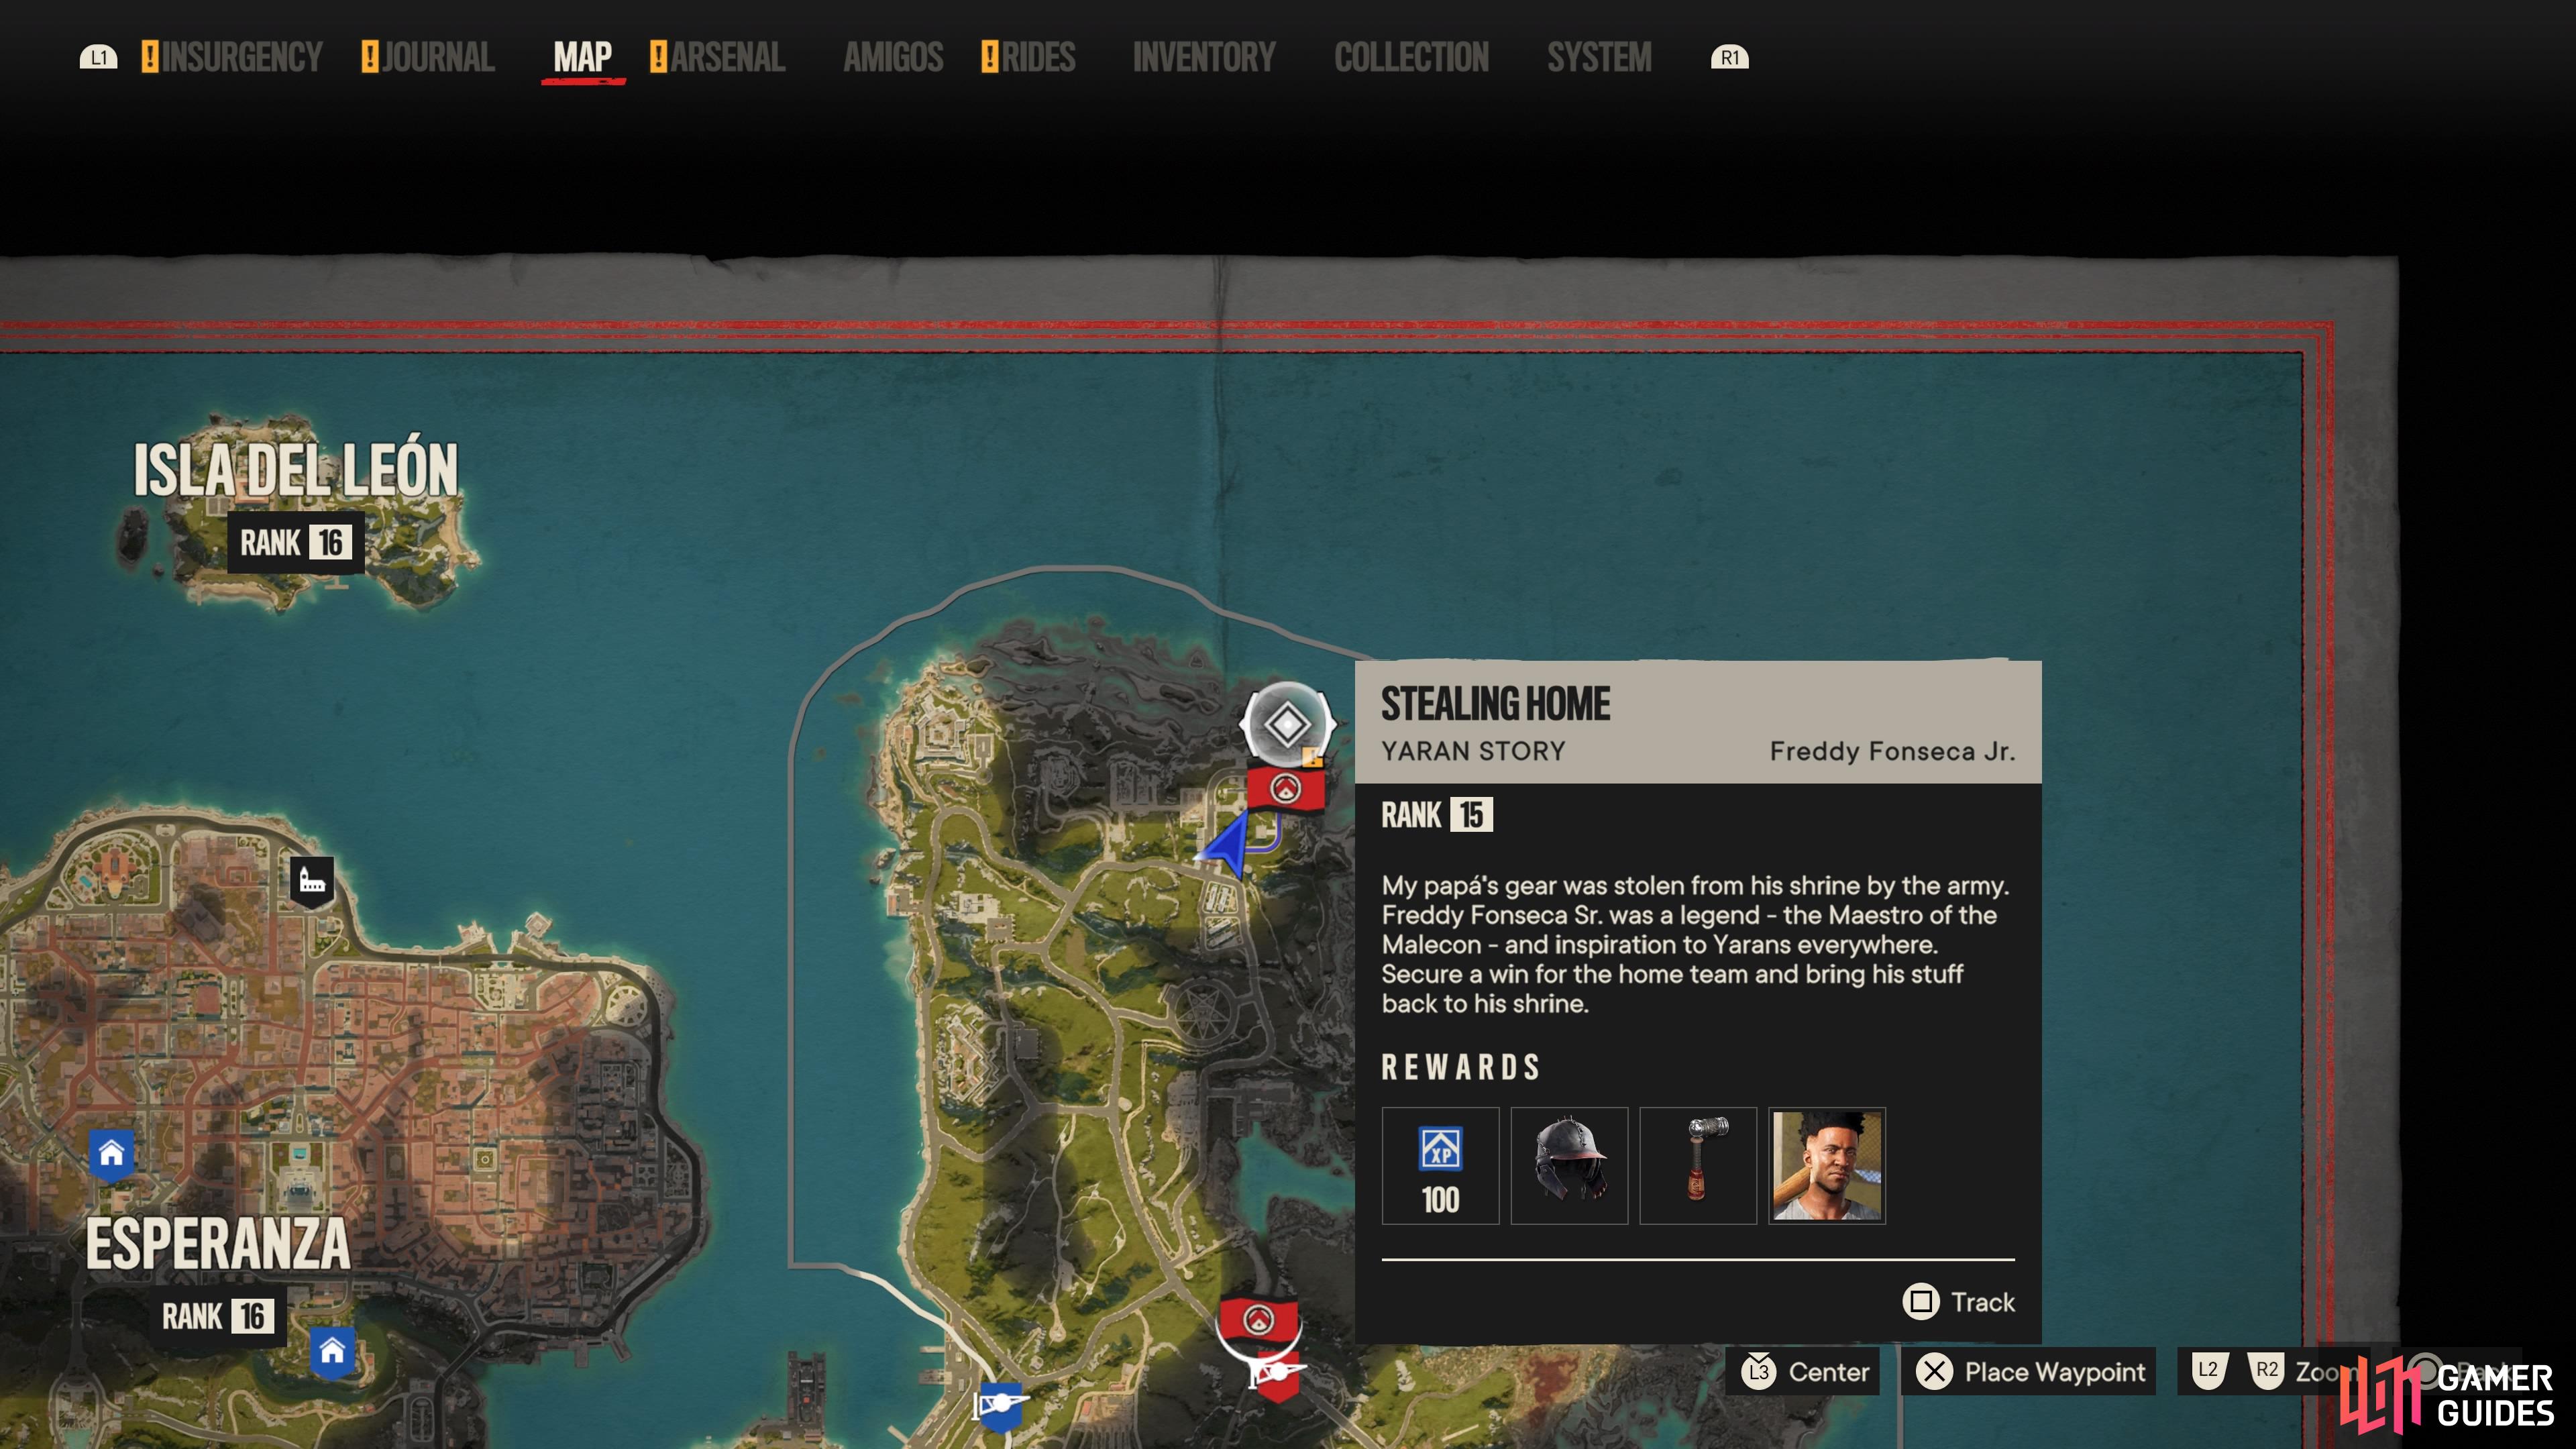 L1 ! INSURGENCY ! JOURNAL MAP ! ARSENAL AMIGOS ! RIDES INVENTORY COLLECTION SYSTEM R1
ISLA DEL LEÓN
RANK 16
STEALING HOME
YARAN STORY Freddy Fonseca Jr.
RANK 15
My papá's gear was stolen from his shrine by the army.
Freddy Fonseca Sr. was a legend - the Maestro of the
Malecon - and inspiration to Yarans everywhere.
Secure a win for the home team and bring his stuff
back to his shrine.
REWARDS
XP
100
ESPERANZA
RANK 16
Track
L3 Center Place Waypoint L2 R2
GAMER
GUIDES